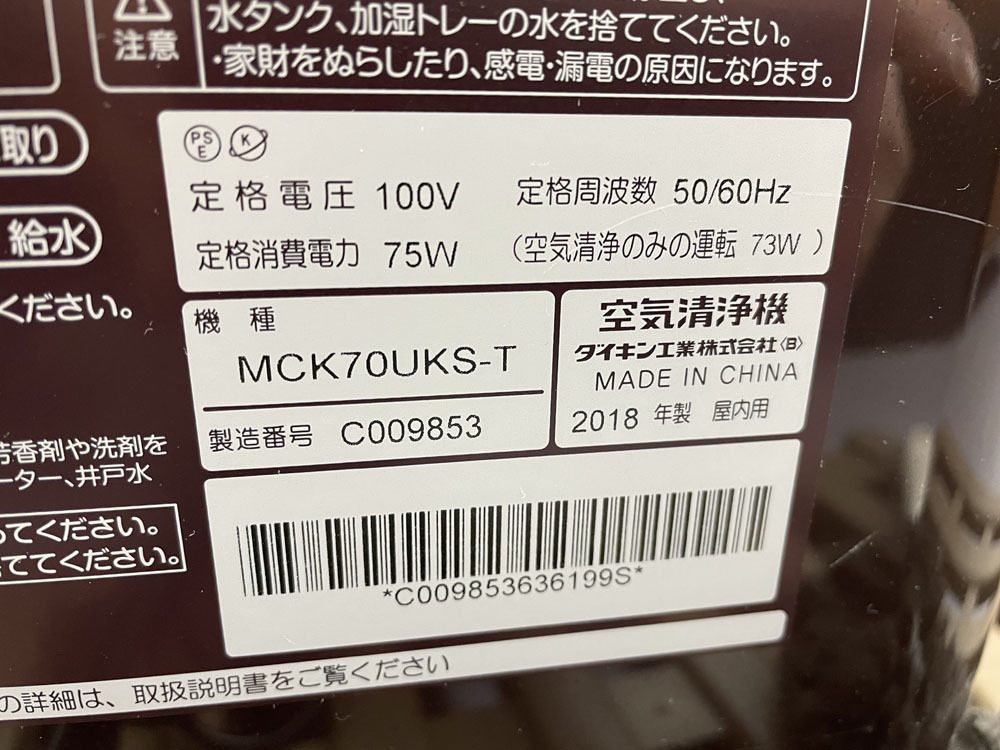 注意
水タンク、加湿トレーの水を捨ててください。
・家財をぬらしたり、感電・漏電の原因になります。
取り
給水
ください。
PSE K
定格電圧 100V 定格周波数 50/60Hz
定格消費電力 75W (空気清浄のみの運転 73W )
機種
MCK70UKS-T
製造番号 C009853
空気清浄機
ダイキン工業株式会社〈B〉
MADE IN CHINA
2018 年製 屋内用
芳香剤や洗剤を
ーター、井戸水
ってください。
捨ててください。
*C009853636199S*
の詳細は、取扱説明書をご覧ください